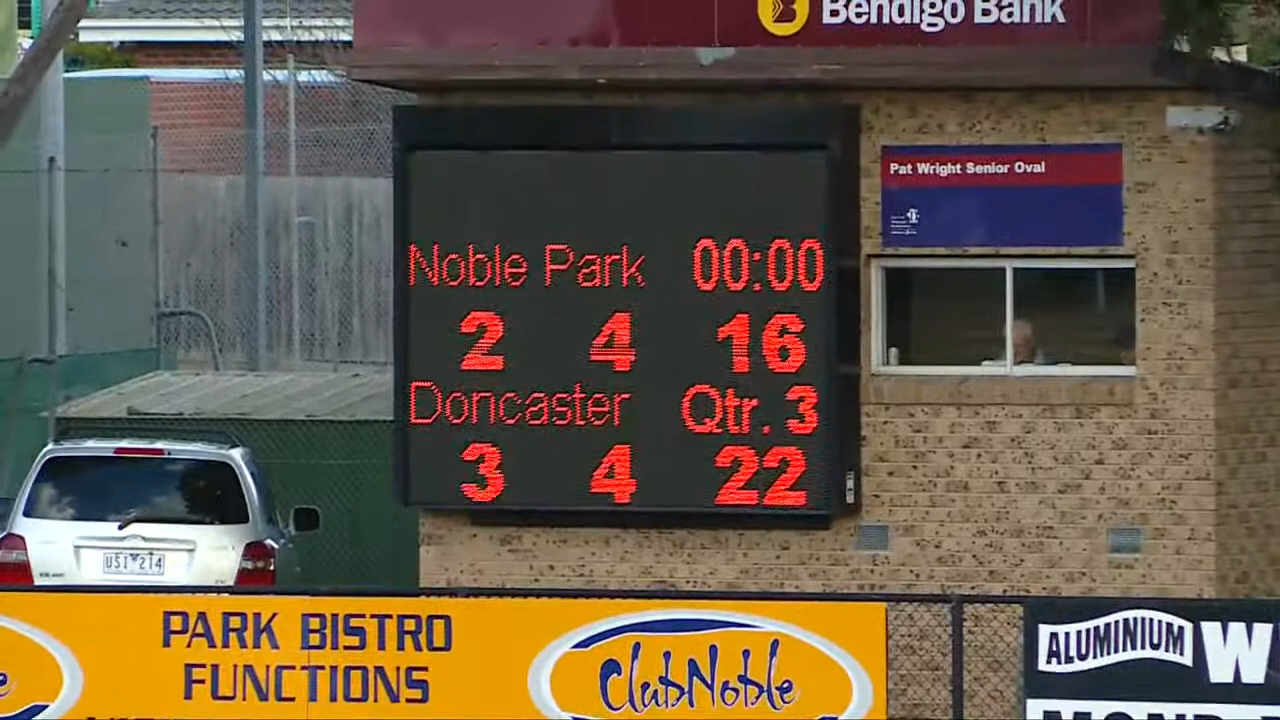 Bendigo Bank
Pat Wright Senior Oval
Noble Park 00:00
2 4 16
Doncaster Qtr. 3
3 4 22
USI 214
PARK BISTRO
FUNCTIONS
ClubNoble
ALUMINIUM W